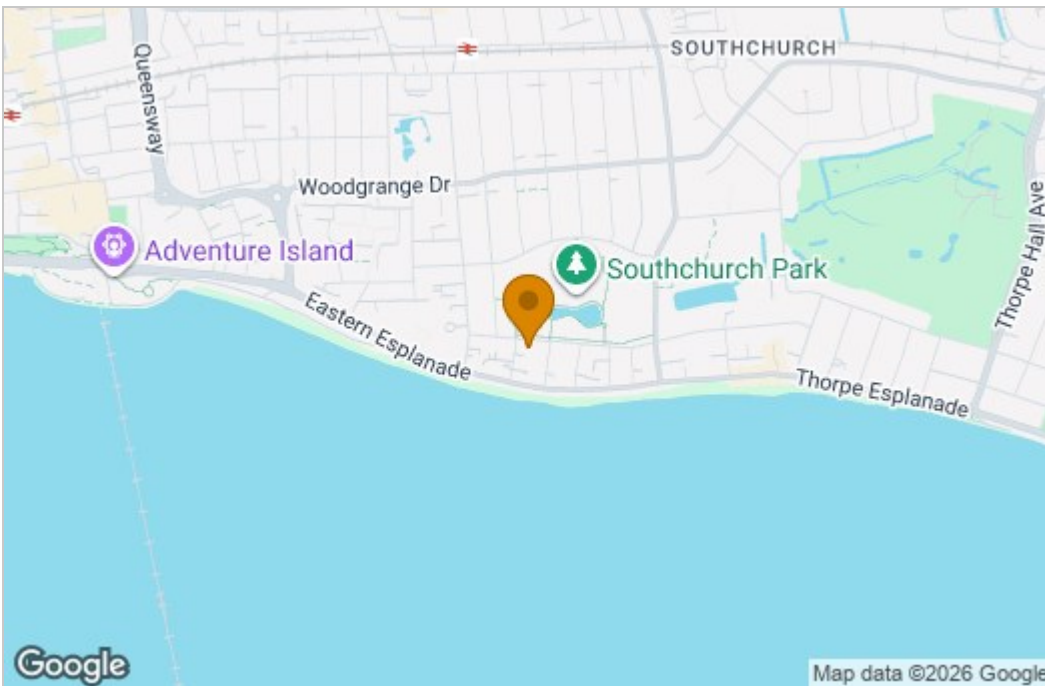 SOUTHCHURCH
Queensway
Woodgrange Dr
Thorpe Hall Ave
Adventure Island
Southchurch Park
Eastern Esplanade
Thorpe Esplanade
Google
Map data ©2026 Google